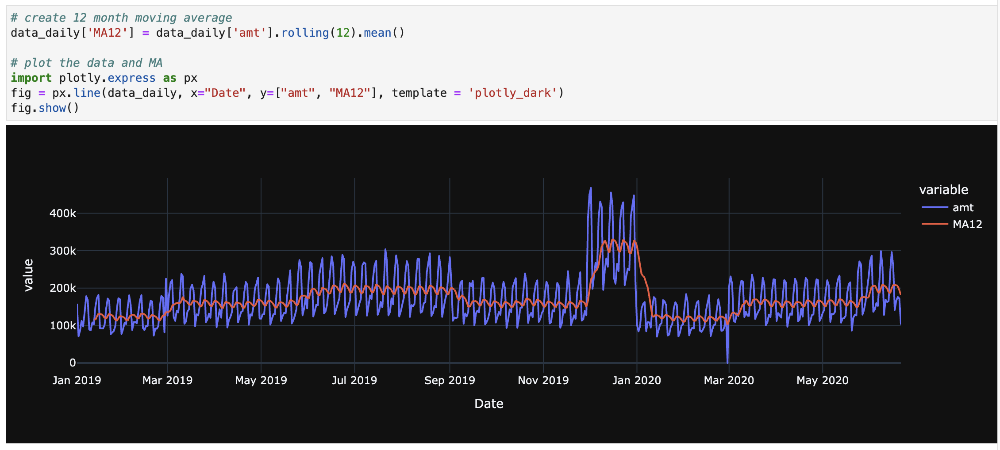 # create 12 month moving average
data_daily['MA12'] = data_daily['amt'].rolling(12).mean()
# plot the data and MA
import plotly.express as px
fig = px.line(data_daily, x="Date", y=["amt", "MA12"], template = 'plotly_dark')
fig.show()
variable
amt
MA12
400k
300k
200k
100k
0
value
Jan 2019 Mar 2019 May 2019 Jul 2019 Sep 2019 Nov 2019 Jan 2020 Mar 2020 May 2020
Date